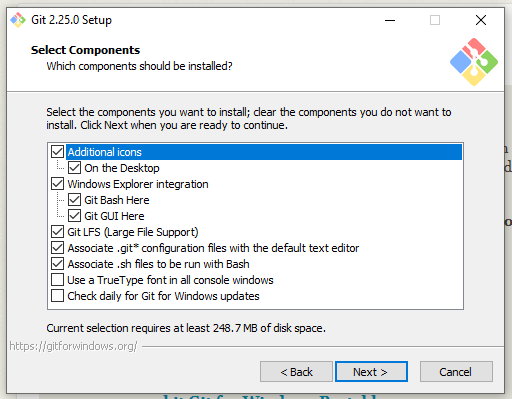 Git 2.25.0 Setup
Select Components
Which components should be installed?
Select the components you want to install; clear the components you do not want to
install. Click Next when you are ready to continue.
Additional icons
On the Desktop
Windows Explorer integration
Git Bash Here
Git GUI Here
Git LFS (Large File Support)
Associate .git* configuration files with the default text editor
Associate .sh files to be run with Bash
Use a TrueType font in all console windows
Check daily for Git for Windows updates
Current selection requires at least 248.7 MB of disk space.
https://gitforwindows.org/
< Back
Next >
Cancel